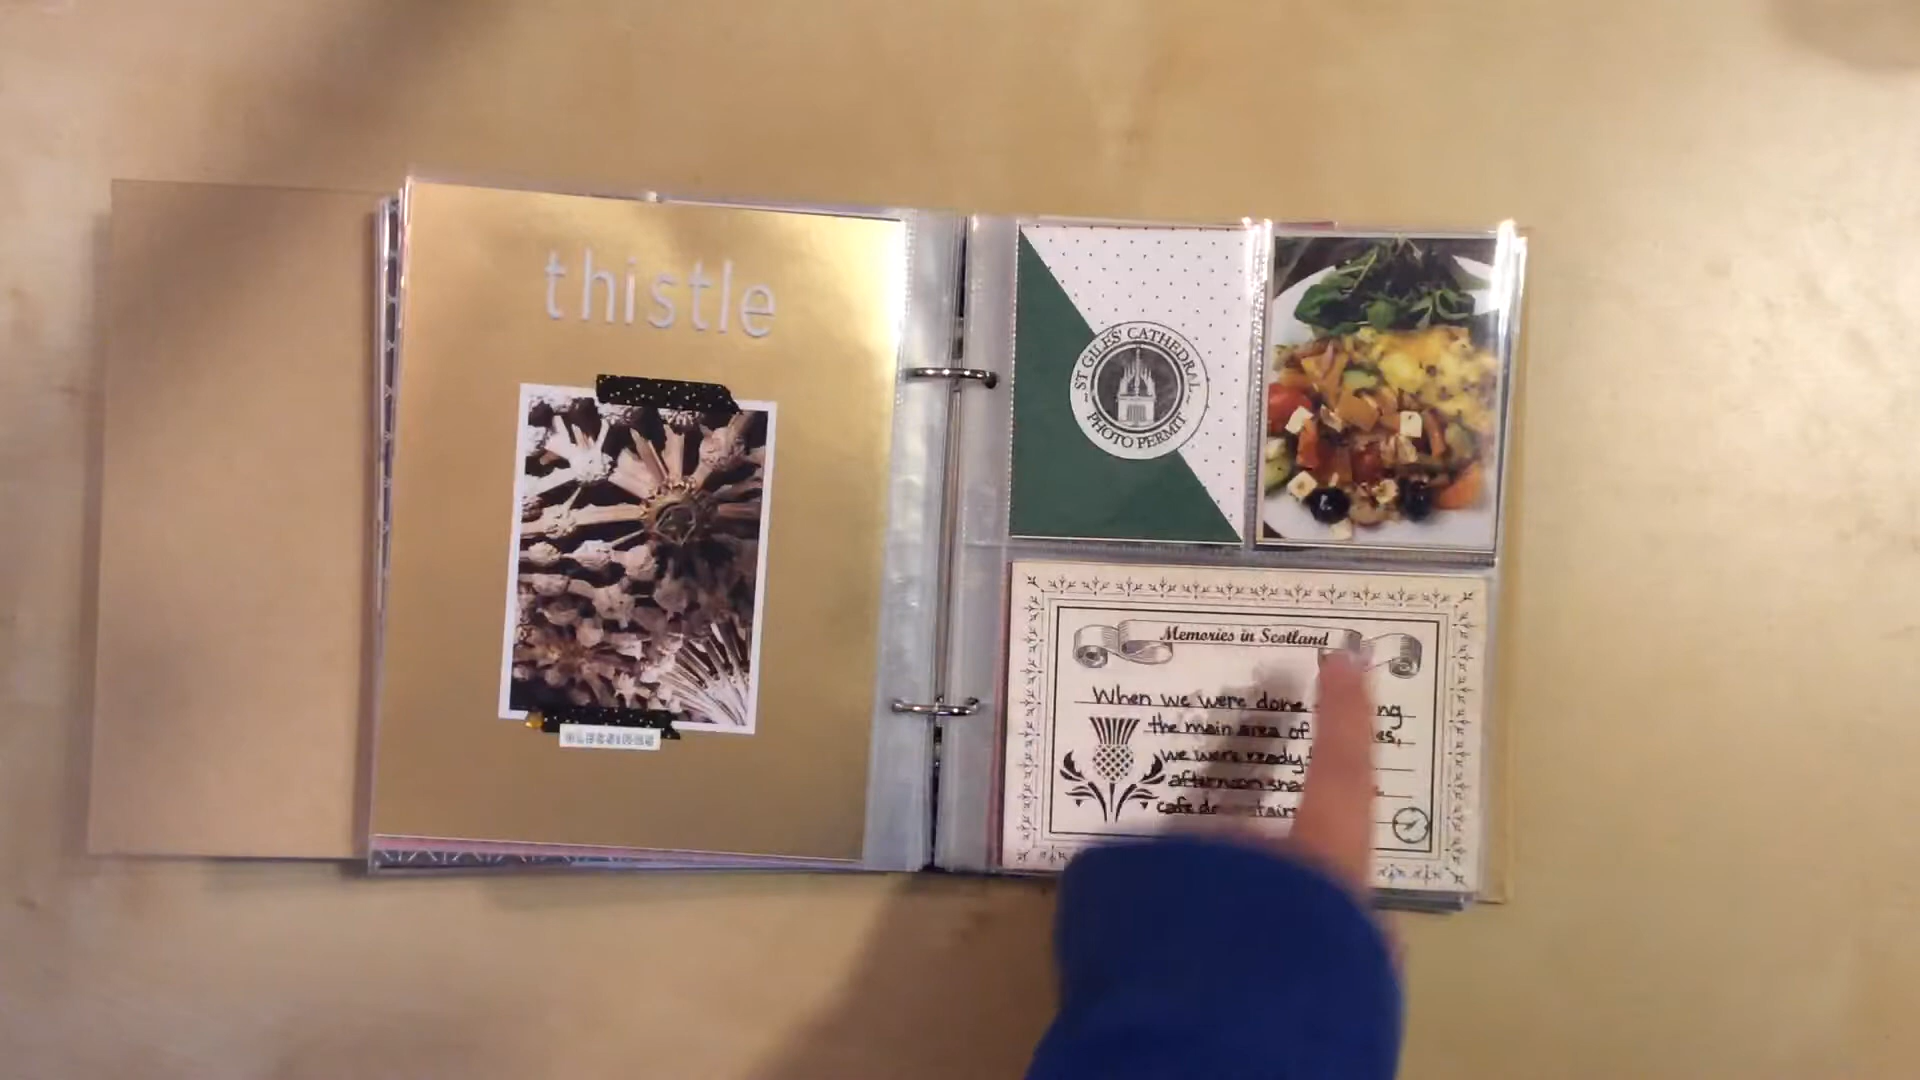 thistle
BLESSINGS
~ ST GILES' CATHEDRAL ~
PHOTO PERMIT
Memories in Scotland
When we were done
the main area of
we were ready
afternoon
cafe